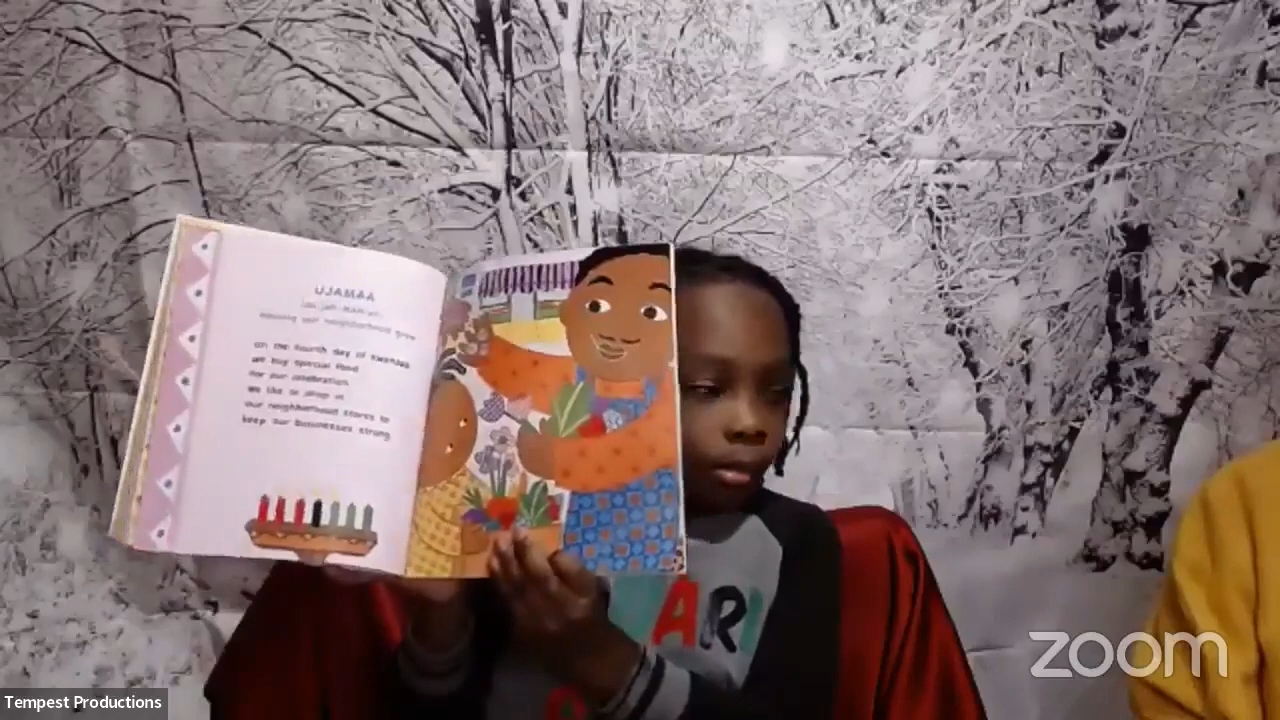 UJAMAA
on the fourth day of Kwanzaa
we buy special food
for our celebration.
We like to shop in
our neighborhood stores to
keep our businesses strong.
ARI
zoom
Tempest Productions